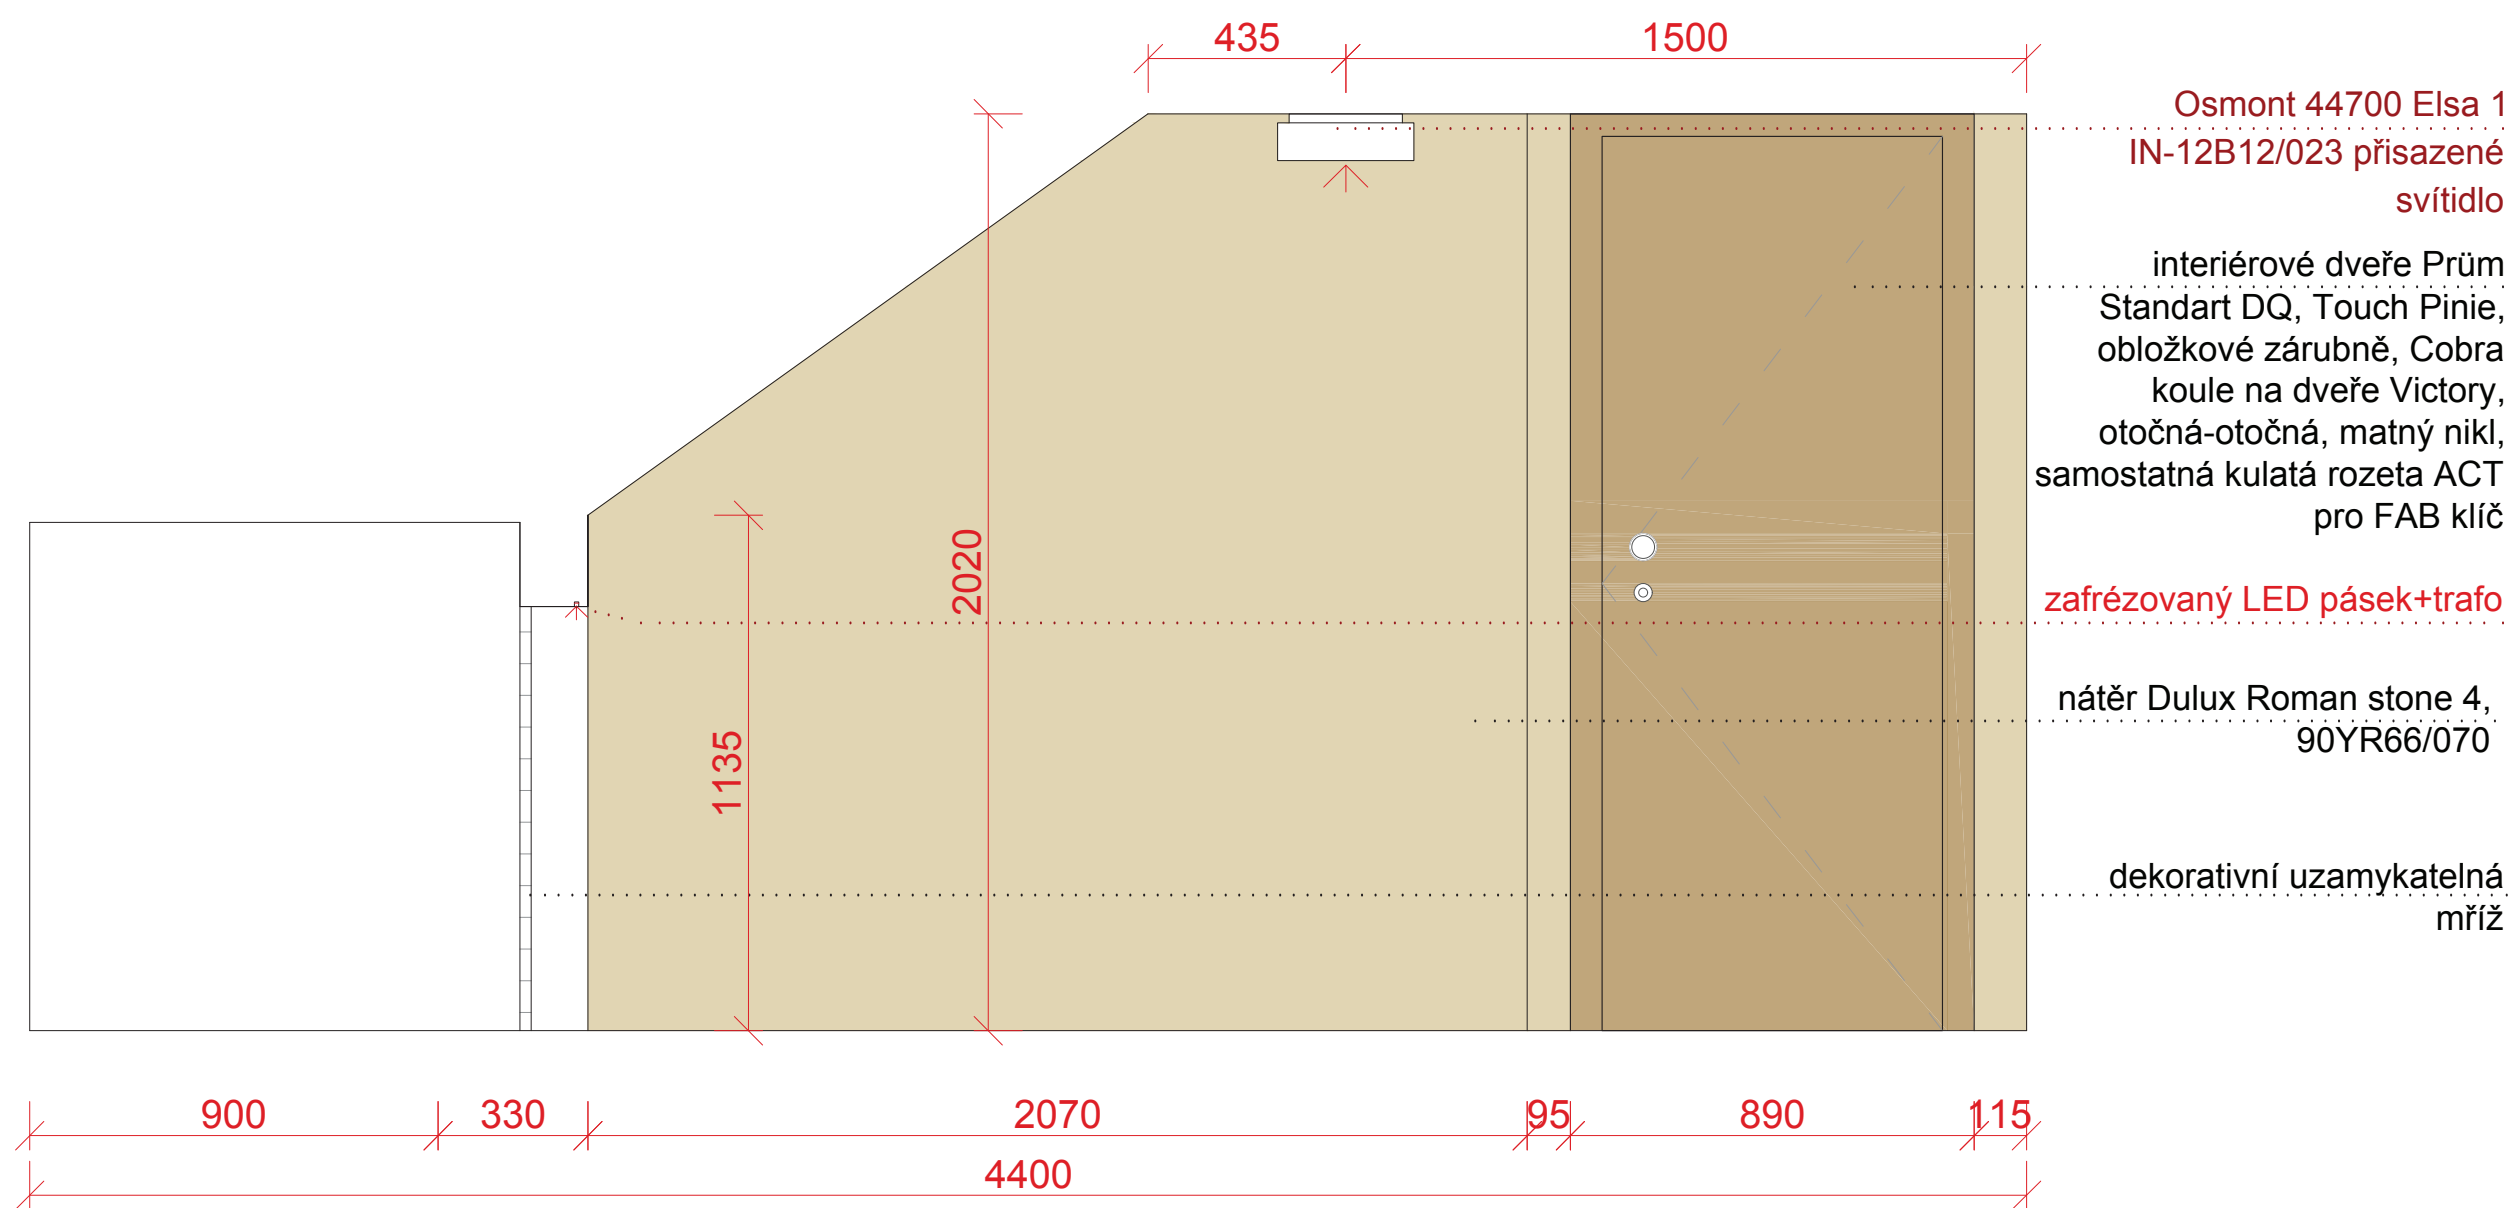 435
1500
Osmont 44700 Elsa 1
IN-12B12/023 přisazené
svítidlo
interiérové dveře Prüm
Standart DQ, Touch Pinie,
obložkové zárubně, Cobra
koule na dveře Victory,
otočná-otočná, matný nikl,
samostatná kulatá rozeta ACT
pro FAB klíč
2020
zafrézovaný LED pásek+trafo
nátěr Dulux Roman stone 4,
90YR66/070
1135
dekorativní uzamykatelná
mříž
900
330
2070
95
890
115
4400